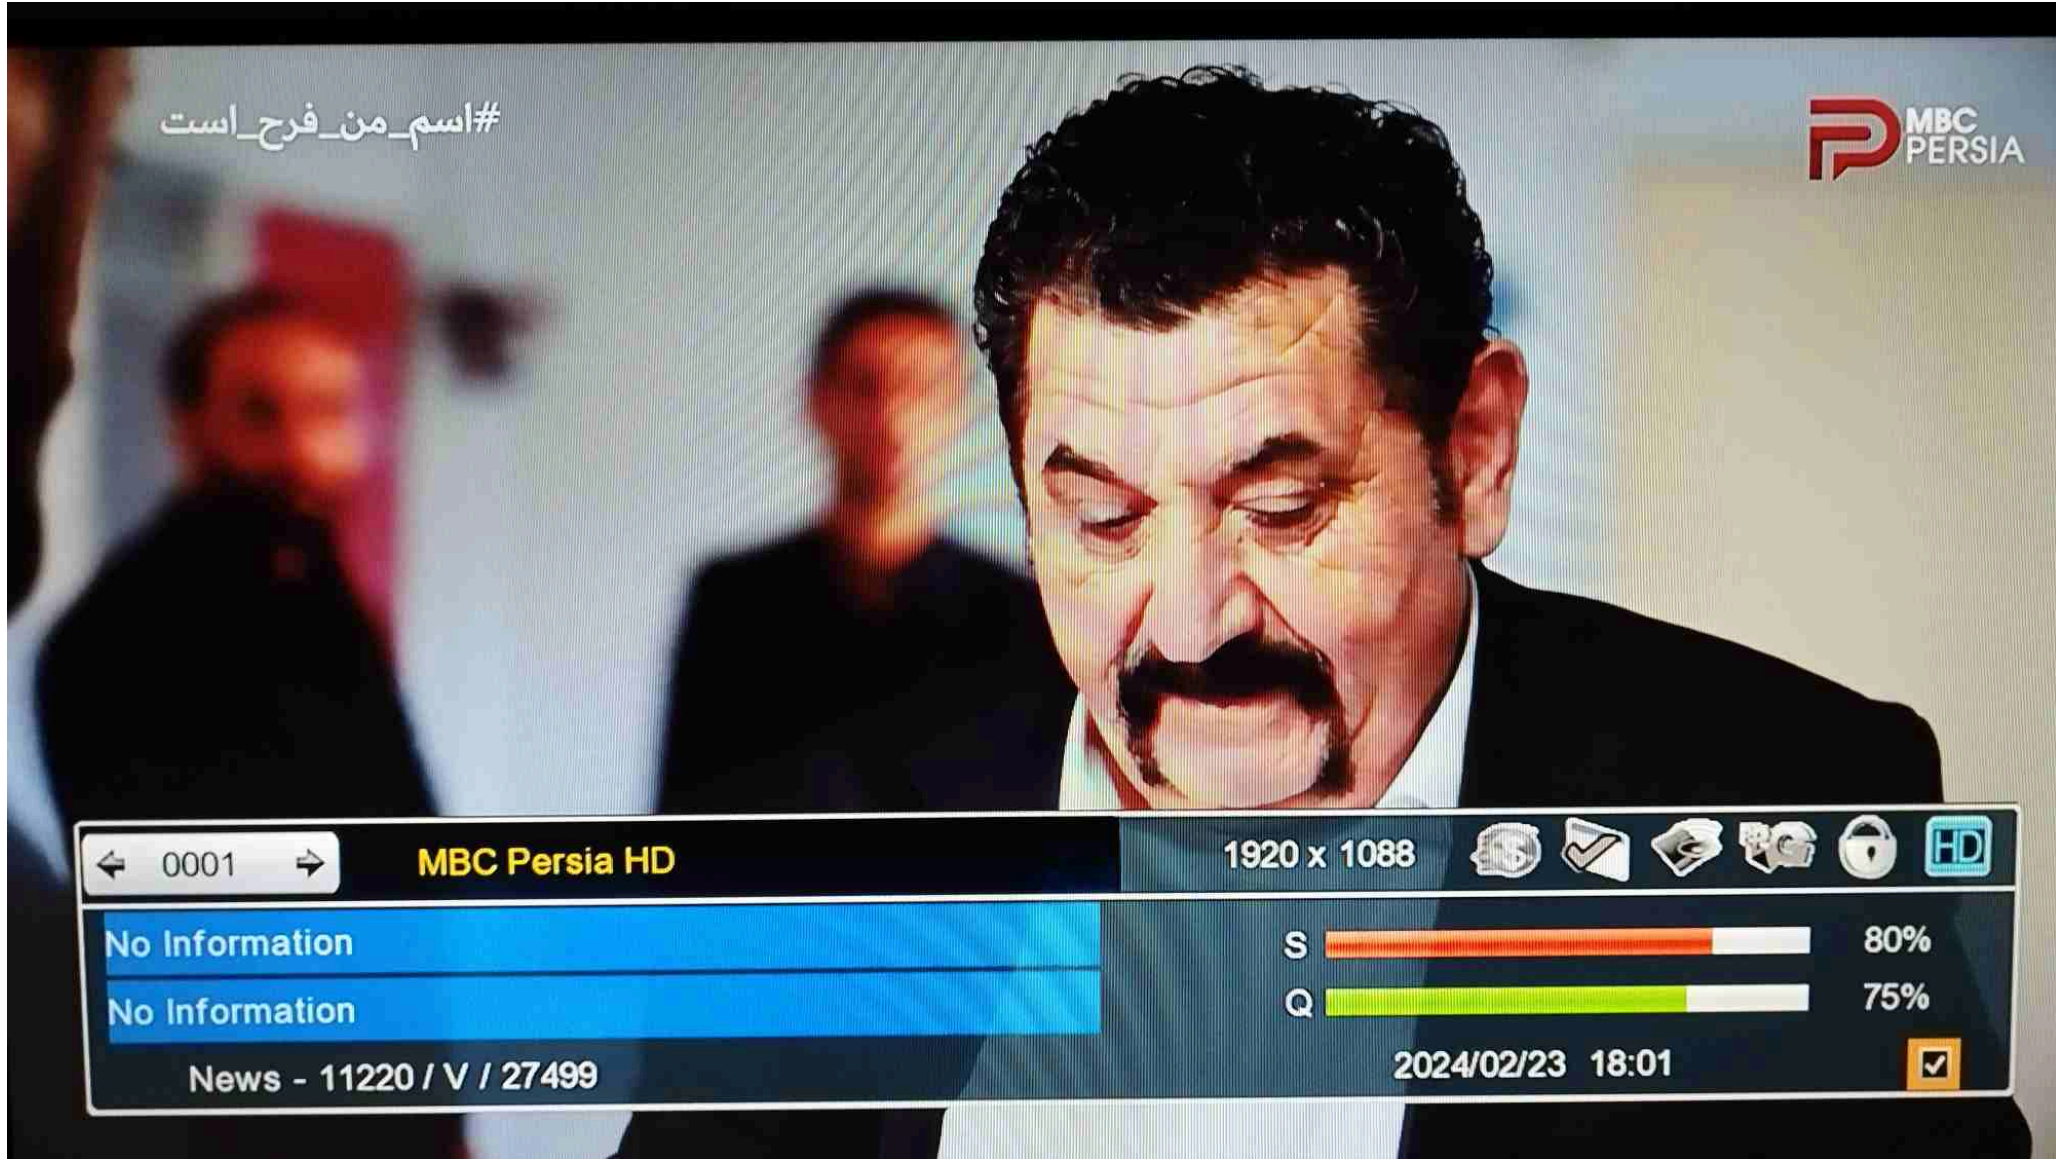 #اسم_من_فرح_است
MBC
PERSIA
0001
MBC Persia HD
1920 x 1088
HD
No Information
No Information
S 80%
Q 75%
News - 11220 / V / 27499
2024/02/23 18:01